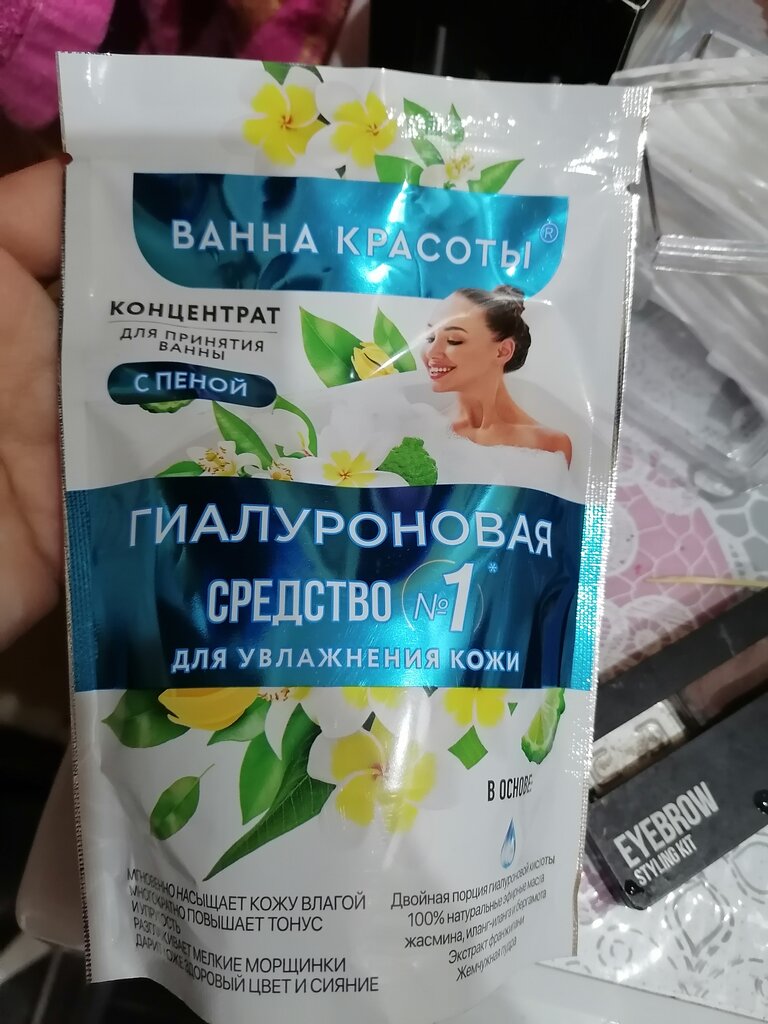 ВАННА КРАСОТЫ®
КОНЦЕНТРАТ
ДЛЯ ПРИНЯТИЯ
ВАННЫ
С ПЕНОЙ
ГИАЛУРОНОВАЯ
СРЕДСТВО №1*
ДЛЯ УВЛАЖНЕНИЯ КОЖИ
В ОСНОВЕ:
МГНОВЕННО НАСЫЩАЕТ КОЖУ ВЛАГОЙ
МНОГОКРАТНО ПОВЫШАЕТ ТОНУС
И УПРУГОСТЬ
РАЗГЛАЖИВАЕТ МЕЛКИЕ МОРЩИНКИ
ДАРИТ КОЖЕ ЗДОРОВЫЙ ЦВЕТ И СИЯНИЕ
Двойная порция гиалуроновой кислоты
100% натуральные эфирные масла
жасмина, иланг-иланга и бергамота
Экстракт франжипани
Жемчужная пудра
EYEBROW
STYLING KIT